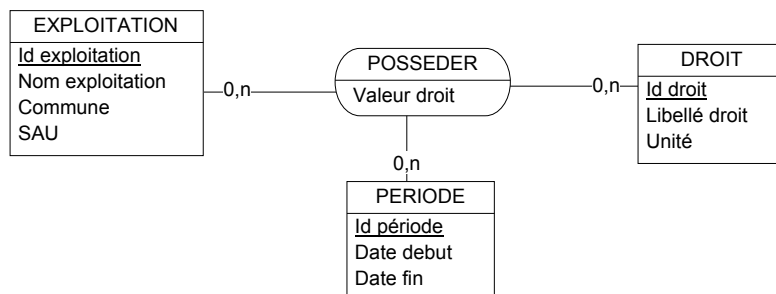 EXPLOITATION
Id exploitation
Nom exploitation
Commune
SAU
0,n
POSSEDER
Valeur droit
0,n
DROIT
Id droit
Libellé droit
Unité
0,n
PERIODE
Id période
Date debut
Date fin